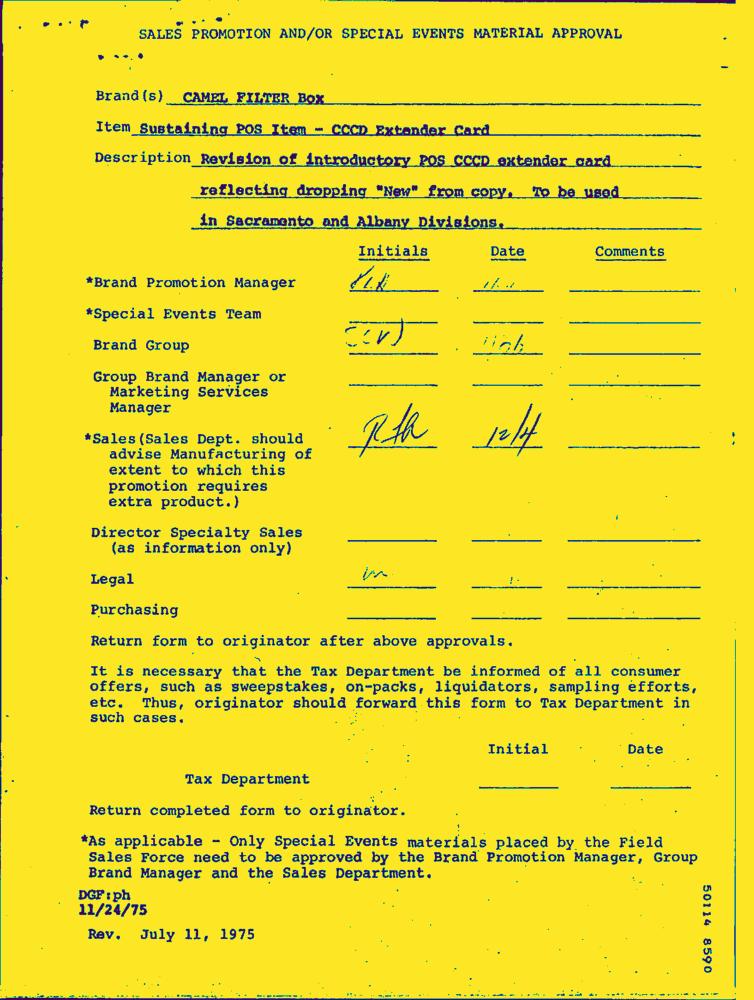 SALES PROMOTION AND/OR SPECIAL EVENTS MATERIAL APPROVAL
Brand(s) CAMEL FILTER Box
Item Sustaining POS Item - CCCD Extender Card
Description Revision of introductory POS CCCD extender card
reflecting dropping "New" from copy. To be used
in Sacramento and Albany Divisions.
Initials Date Comments
*Brand Promotion Manager
*Special Events Team
Brand Group
Group Brand Manager or
Marketing Services
Manager
*Sales(Sales Dept. should 12/4
advise Manufacturing of
extent to which this
promotion requires
extra product.)
Director Specialty Sales
(as information only)
Legal
Purchasing
Return form to originator after above approvals.
It is necessary that the Tax Department be informed of all consumer
offers, such as sweepstakes, on-packs, liquidators, sampling efforts,
etc. Thus, originator should forward this form to Tax Department in
such cases.
Initial Date
Tax Department
Return completed form to originator.
*As applicable - Only Special Events materials placed by the Field
Sales Force need to be approved by the Brand Promotion Manager, Group
Brand Manager and the Sales Department.
DGF:ph
11/24/75
Rev. July 11, 1975
50114 8590